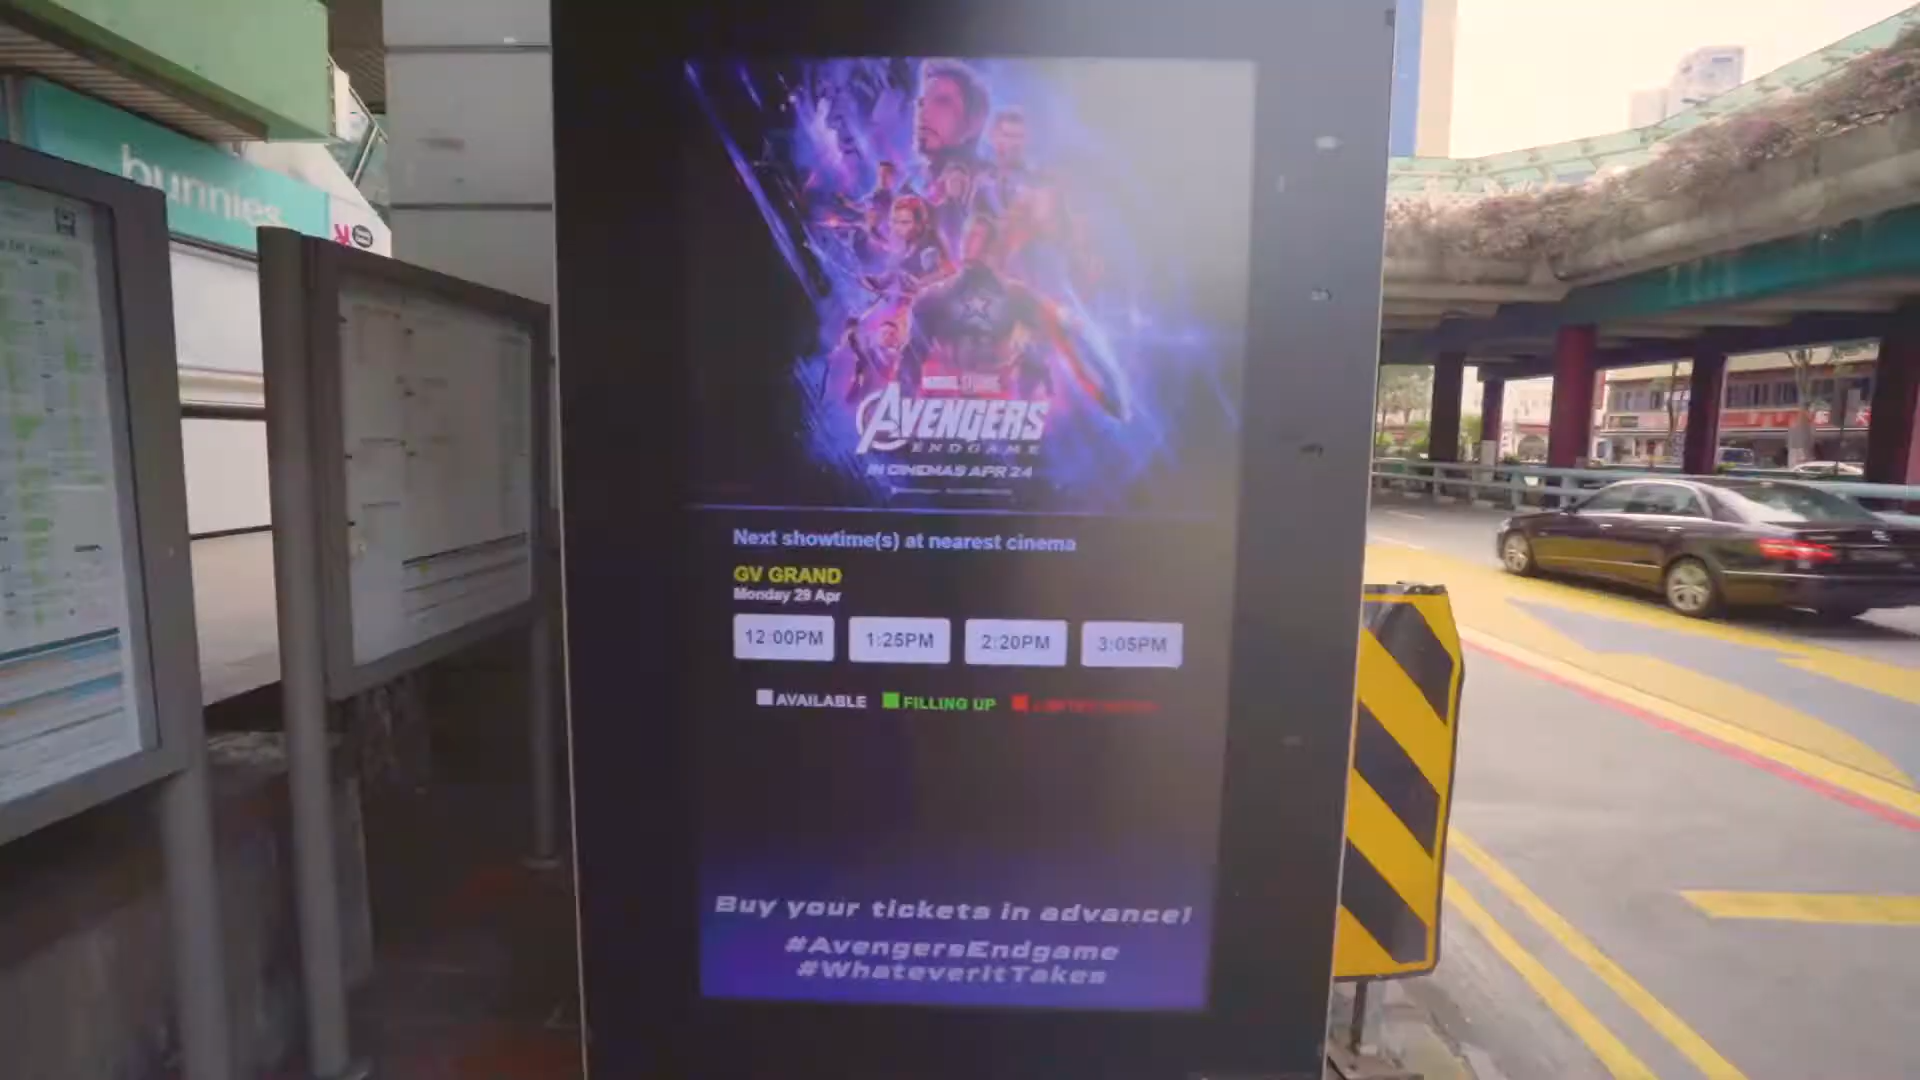 bunnies
MARVEL STUDIOS
AVENGERS
ENDGAME
IN CINEMAS APR 24
Next showtime(s) at nearest cinema
GV GRAND
Monday 29 Apr
12:00PM 1:25PM 2:20PM 3:05PM
AVAILABLE FILLING UP
Buy your tickets in advance!
#AvengersEndgame
#WhateverItTakes